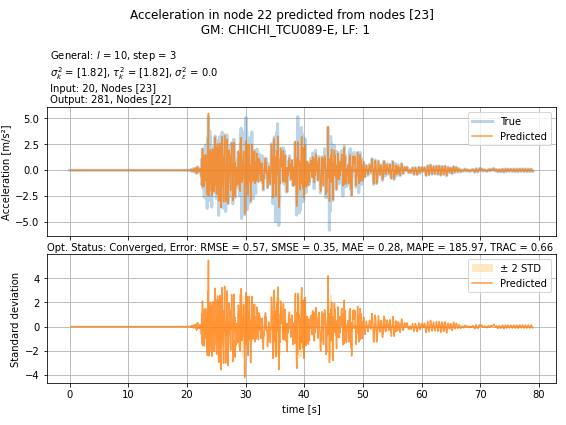 Acceleration in node 22 predicted from nodes [23]
GM: CHICHI_TCU089-E, LF: 1
General: l = 10, step = 3
σ²ₖ = [1.82], τ²ₖ = [1.82], σ²ε = 0.0
Input: 20, Nodes [23]
Output: 281, Nodes [22]
5.0
2.5
0.0
−2.5
−5.0
Acceleration [m/s²]
True
Predicted
Opt. Status: Converged, Error: RMSE = 0.57, SMSE = 0.35, MAE = 0.28, MAPE = 185.97, TRAC = 0.66
4
2
0
−2
−4
Standard deviation
± 2 STD
Predicted
0 10 20 30 40 50 60 70 80
time [s]